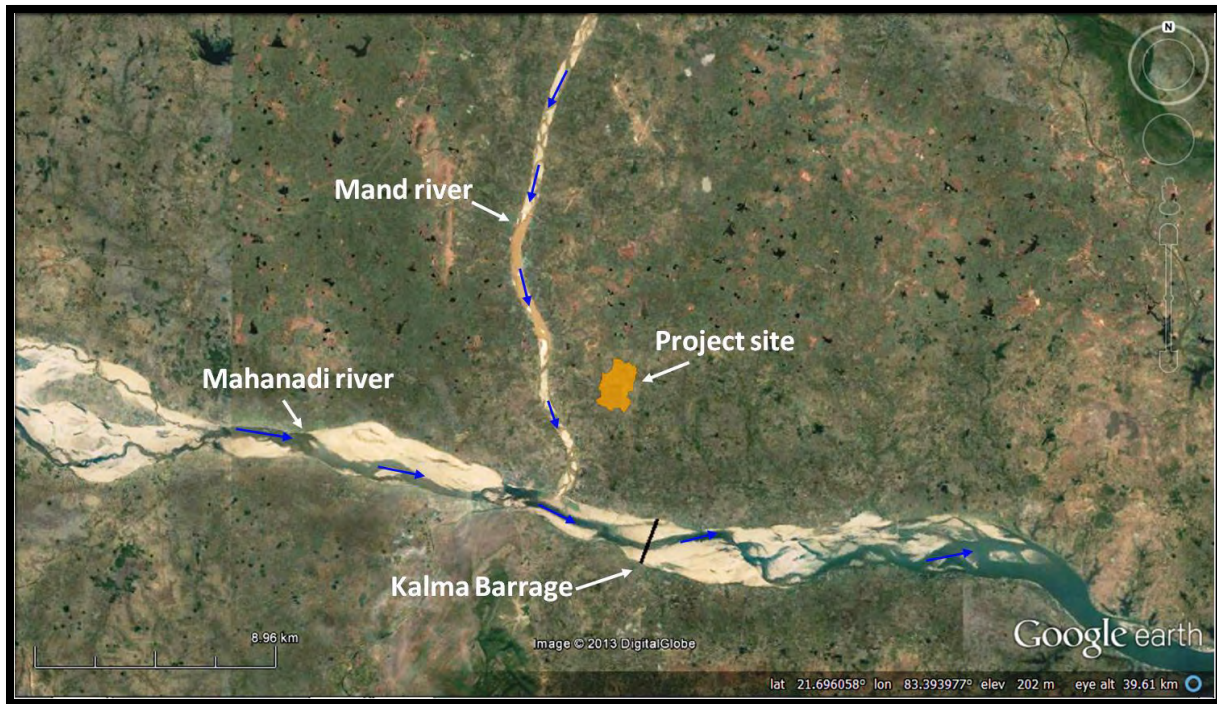 N
Mand river
Project site
Mahanadi river
Kalma Barrage
8.96 km
Image © 2013 DigitalGlobe
Google earth
lat 21.696058° lon 83.393977° elev 202 m eye alt 39.61 km